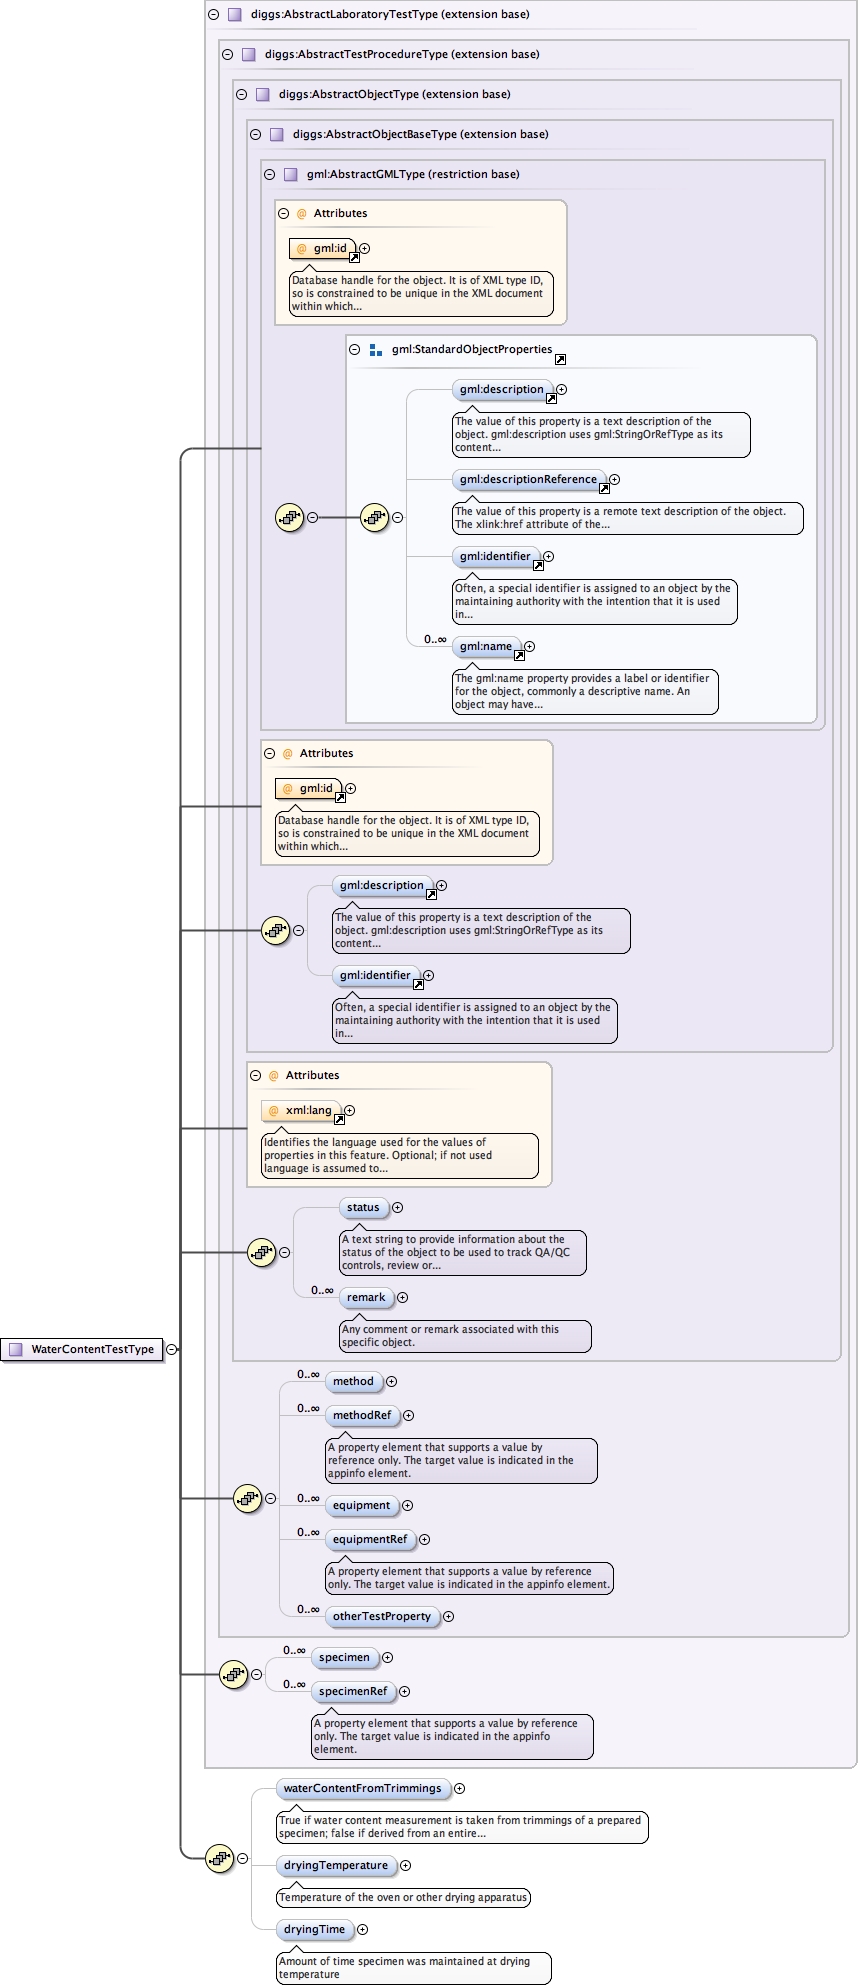 diggs:AbstractLaboratoryTestType (extension base)
diggs:AbstractTestProcedureType (extension base)
diggs:AbstractObjectType (extension base)
diggs:AbstractObjectBaseType (extension base)
gml:AbstractGMLType (restriction base)
@ Attributes
@ gml:id
Database handle for the object. It is of XML type ID,
so is constrained to be unique in the XML document
within which...
gml:StandardObjectProperties
gml:description
The value of this property is a text description of the
object. gml:description uses gml:StringOrRefType as its
content...
gml:descriptionReference
The value of this property is a remote text description of the object.
The xlink:href attribute of the...
gml:identifier
Often, a special identifier is assigned to an object by the
maintaining authority with the intention that it is used
in...
0..∞
gml:name
The gml:name property provides a label or identifier
for the object, commonly a descriptive name. An
object may have...
@ Attributes
@ gml:id
Database handle for the object. It is of XML type ID,
so is constrained to be unique in the XML document
within which...
gml:description
The value of this property is a text description of the
object. gml:description uses gml:StringOrRefType as its
content...
gml:identifier
Often, a special identifier is assigned to an object by the
maintaining authority with the intention that it is used
in...
@ Attributes
@ xml:lang
Identifies the language used for the values of
properties in this feature. Optional; if not used
language is assumed to...
status
A text string to provide information about the
status of the object to be used to track QA/QC
controls, review or...
0..∞
remark
Any comment or remark associated with this
specific object.
WaterContentTestType
0..∞
method
0..∞
methodRef
A property element that supports a value by
reference only. The target value is indicated in the
appinfo element.
0..∞
equipment
0..∞
equipmentRef
A property element that supports a value by reference
only. The target value is indicated in the appinfo element.
0..∞
otherTestProperty
0..∞
specimen
0..∞
specimenRef
A property element that supports a value by reference
only. The target value is indicated in the appinfo
element.
waterContentFromTrimmings
True if water content measurement is taken from trimmings of a prepared
specimen; false if derived from an entire...
dryingTemperature
Temperature of the oven or other drying apparatus
dryingTime
Amount of time specimen was maintained at drying
temperature